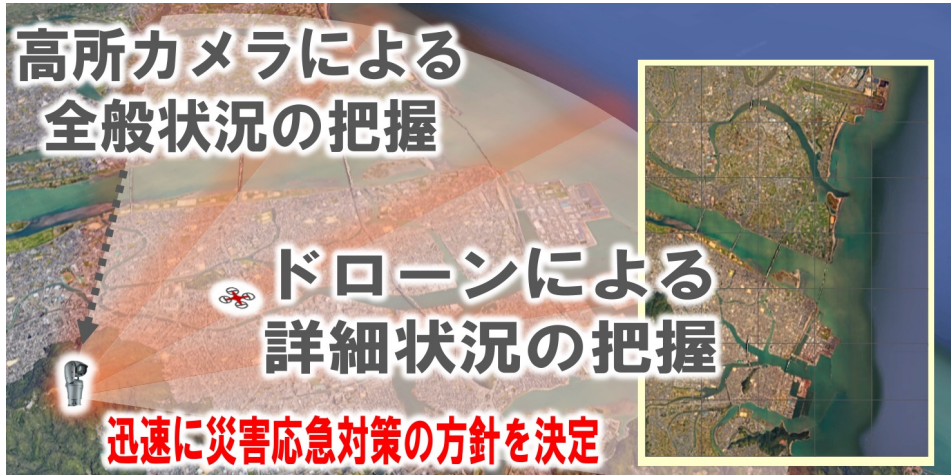 高所カメラによる
全般状況の把握
ドローンによる
詳細状況の把握
迅速に災害応急対策の方針を決定